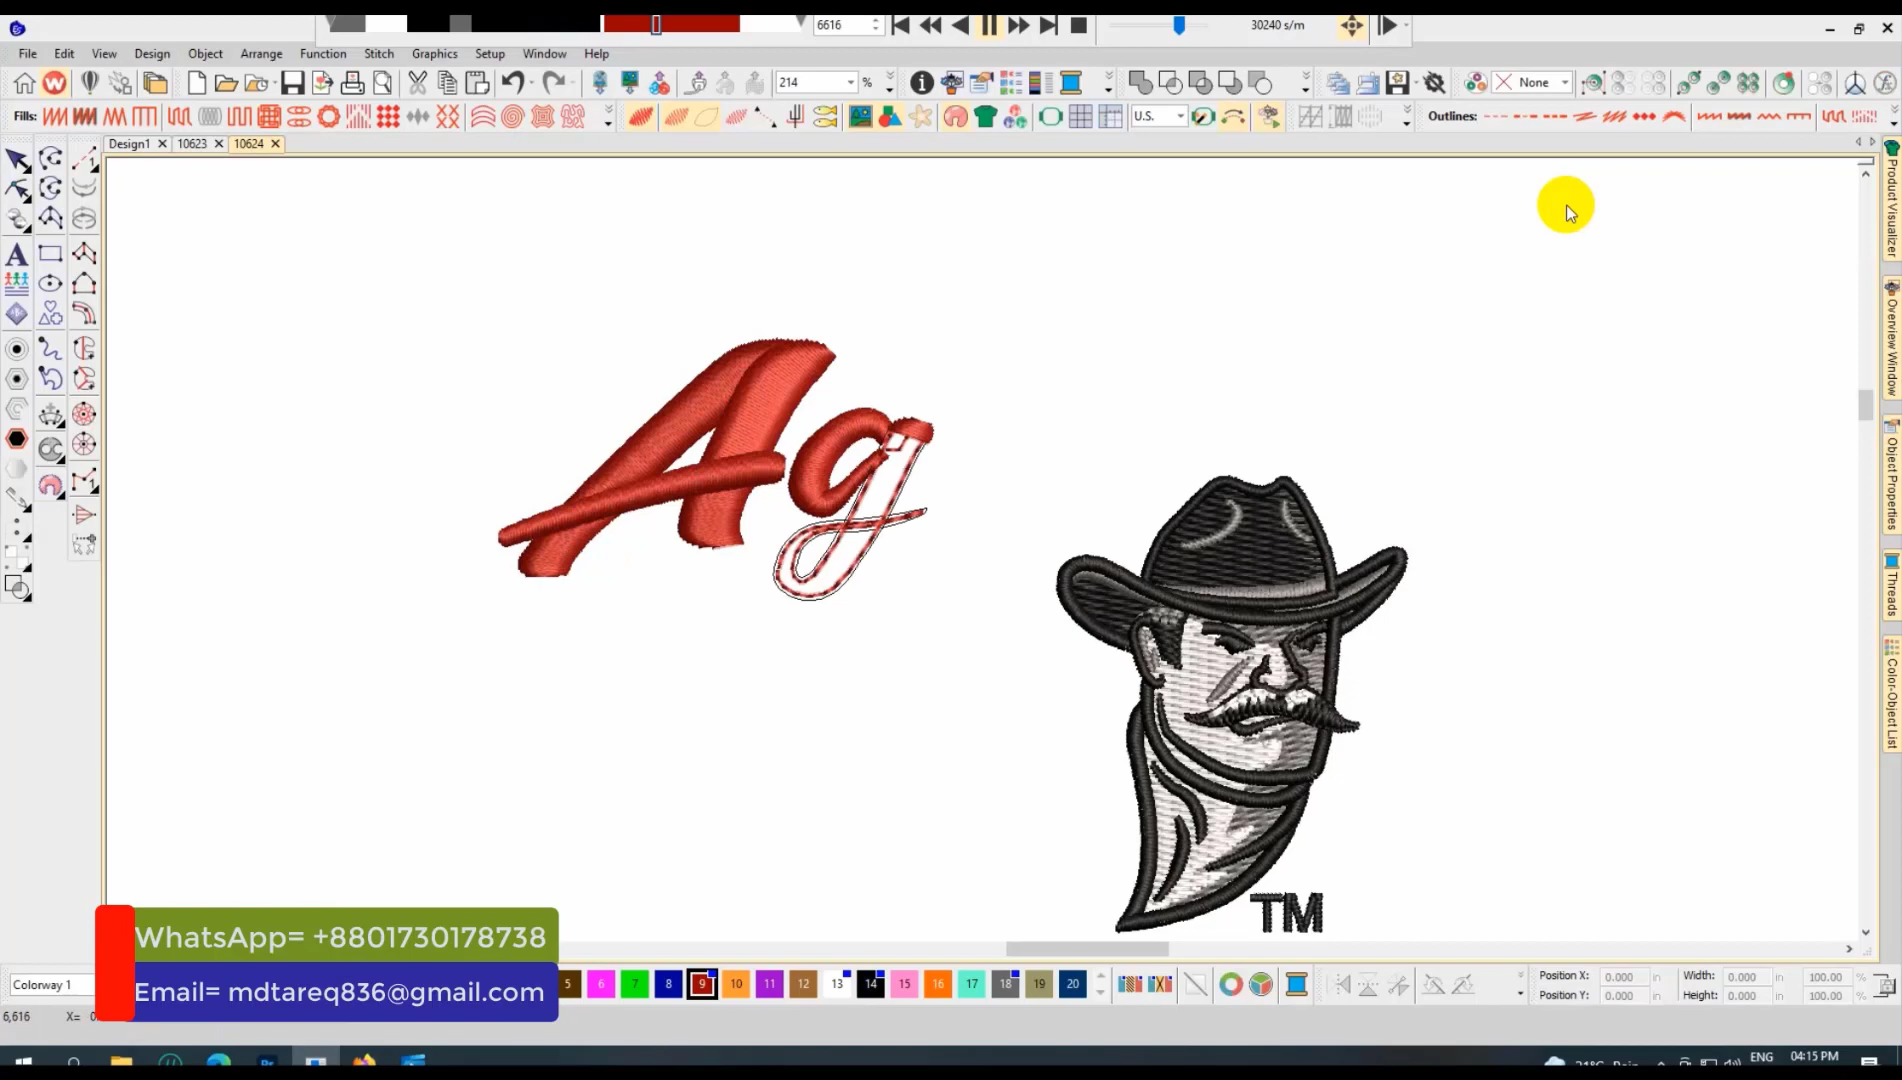 6616 30240 s/m
File Edit View Design Object Arrange Function Stitch Graphics Setup Window Help
214 % None
Fills: U.S. Outlines:
Design1 10623 10624
Product Visualizer
Overview Window
Object Properties
Threads
Color-Object List
Ag
TM
WhatsApp= +8801730178738
Email= mdtareq836@gmail.com
Colorway 1 5 6 7 8 9 10 11 12 13 14 15 16 17 18 19 20
Position X: 0.000 in Width: 0.000 in 100.00 %
Position Y: 0.000 in Height: 0.000 in 100.00 %
6,616 X=
ENG 04:15 PM